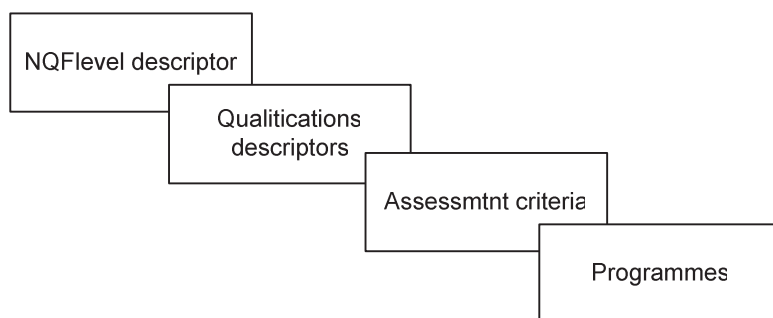 NQFlevel descriptor
Qualitications
descriptors
Assessmtnt criteria
Programmes